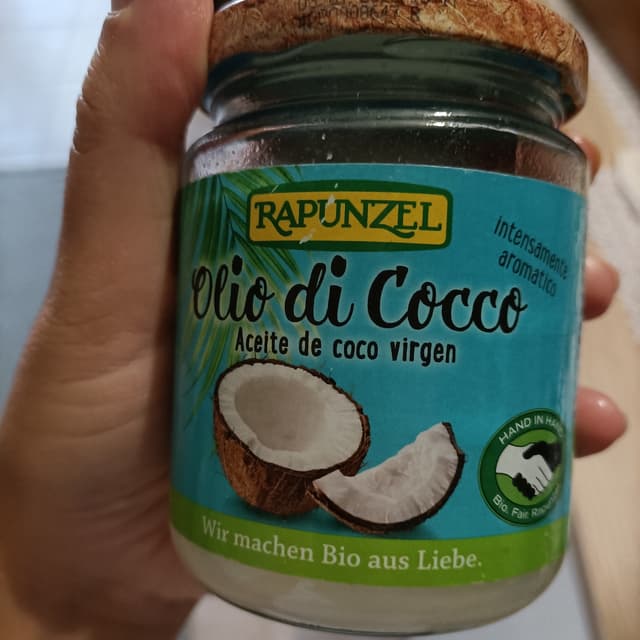 RAPUNZEL
intensamente
aromatico
Olio di Cocco
Aceite de coco virgen
HAND IN HAND
Bio. Fair.
Wir machen Bio aus Liebe.